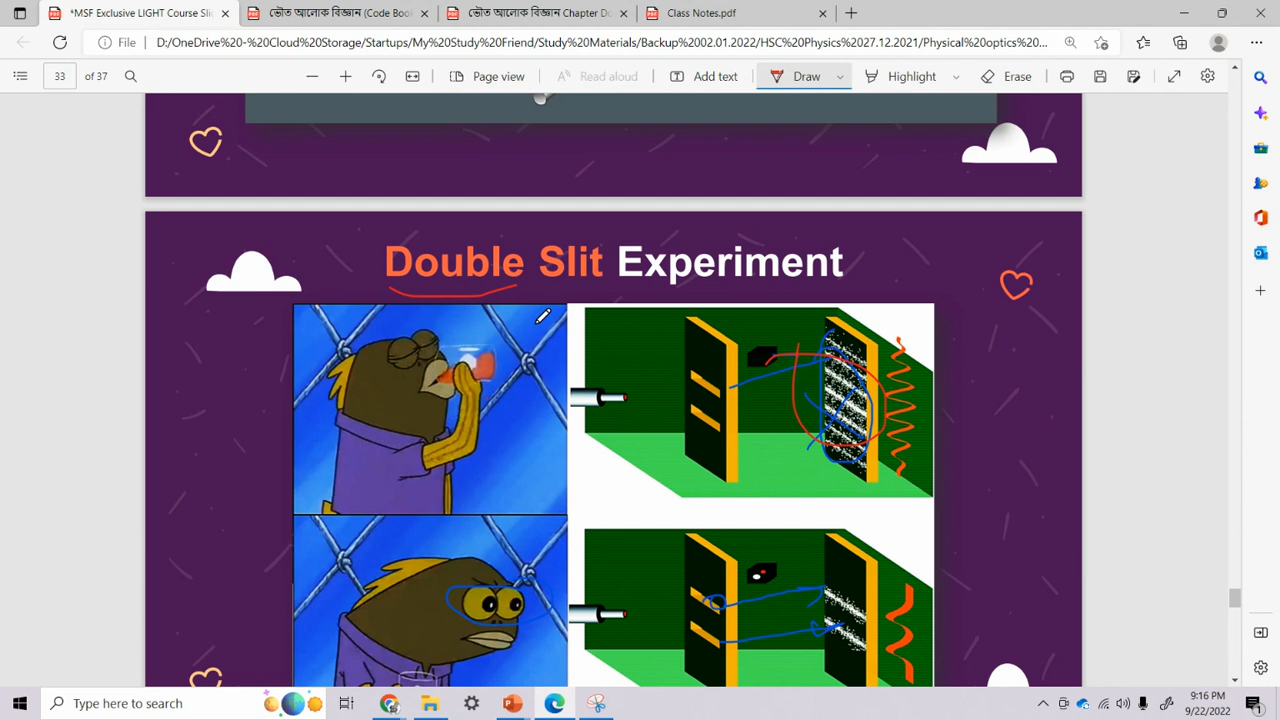 *MSF Exclusive LIGHT Course Sli
ভৌত আলোক বিজ্ঞান (Code Boo
ভৌত আলোক বিজ্ঞান Chapter Do
Class Notes.pdf
File
D:/OneDrive%20-%20Cloud%20Storage/Startups/My%20Study%20Friend/Study%20Materials/Backup%2002.01.2022/HSC%20Physics%2027.12.2021/Physical%20optics%20...
33 of 37
Page view
Read aloud
Add text
Draw
Highlight
Erase
Double Slit Experiment
Type here to search
9:16 PM
9/22/2022
1